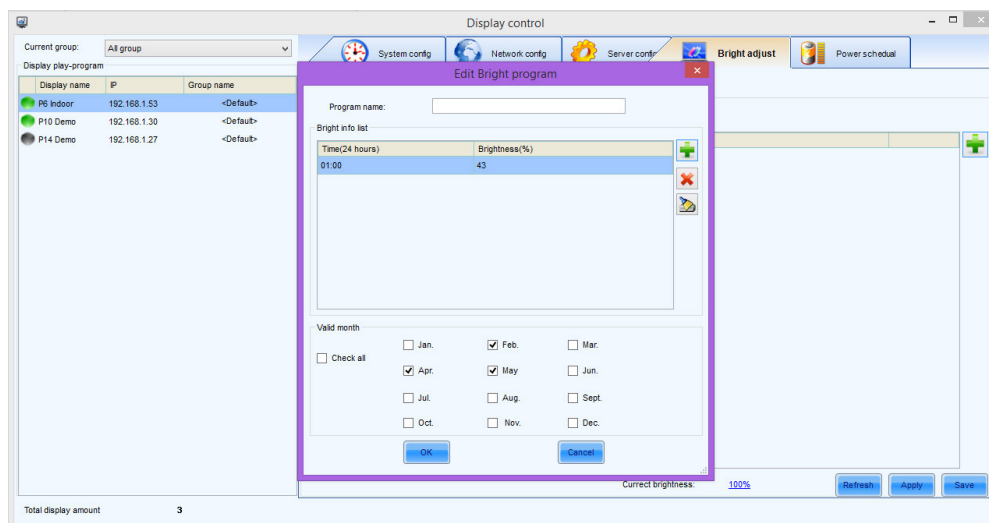 Display control
Current group: All group
System config Network config Server config Bright adjust Power schedual
Display play-program
Display name IP Group name
P6 Indoor 192.168.1.53 <Default>
P10 Demo 192.168.1.30 <Default>
P14 Demo 192.168.1.27 <Default>
Edit Bright program
Program name:
Bright info list
Time(24 hours) Brightness(%)
01:00 43
Valid month
Check all
Jan. Feb. Mar.
Apr. May Jun.
Jul. Aug. Sept.
Oct. Nov. Dec.
OK Cancel
Currect brightness: 100% Refresh Apply Save
Total display amount 3